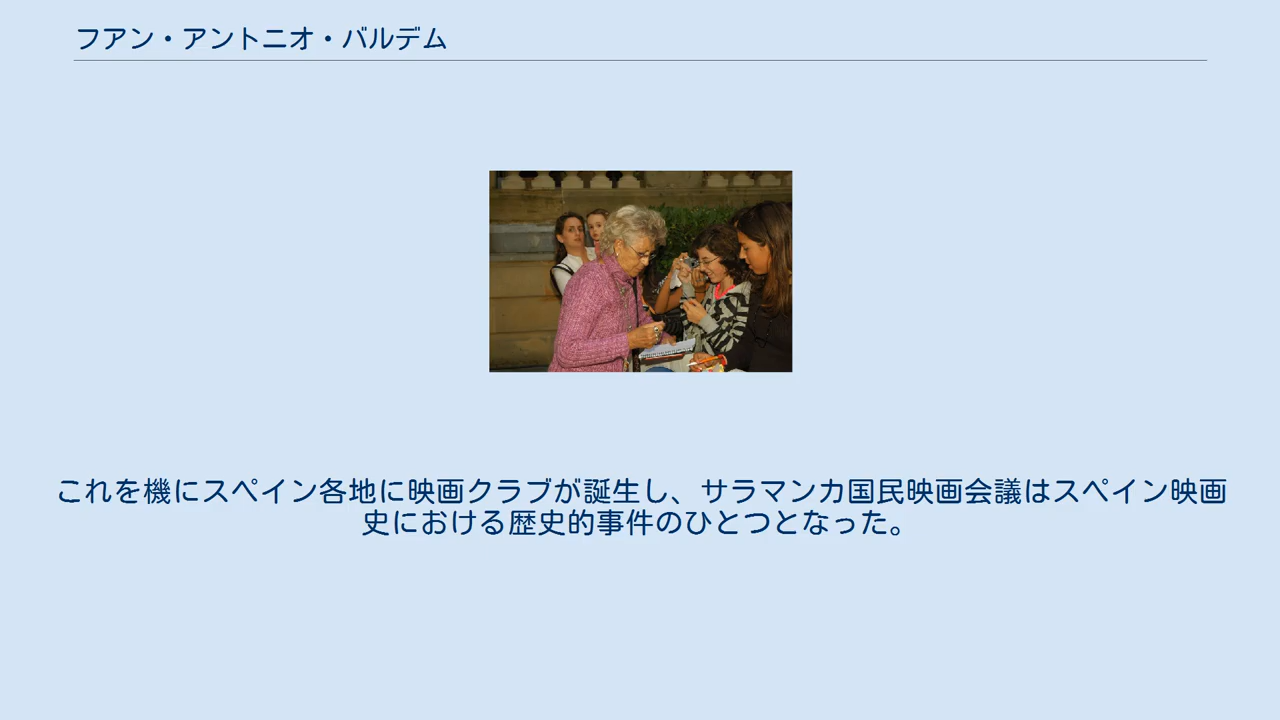 フアン・アントニオ・バルデム
これを機にスペイン各地に映画クラブが誕生し、サラマンカ国民映画会議はスペイン映画
史における歴史的事件のひとつとなった。